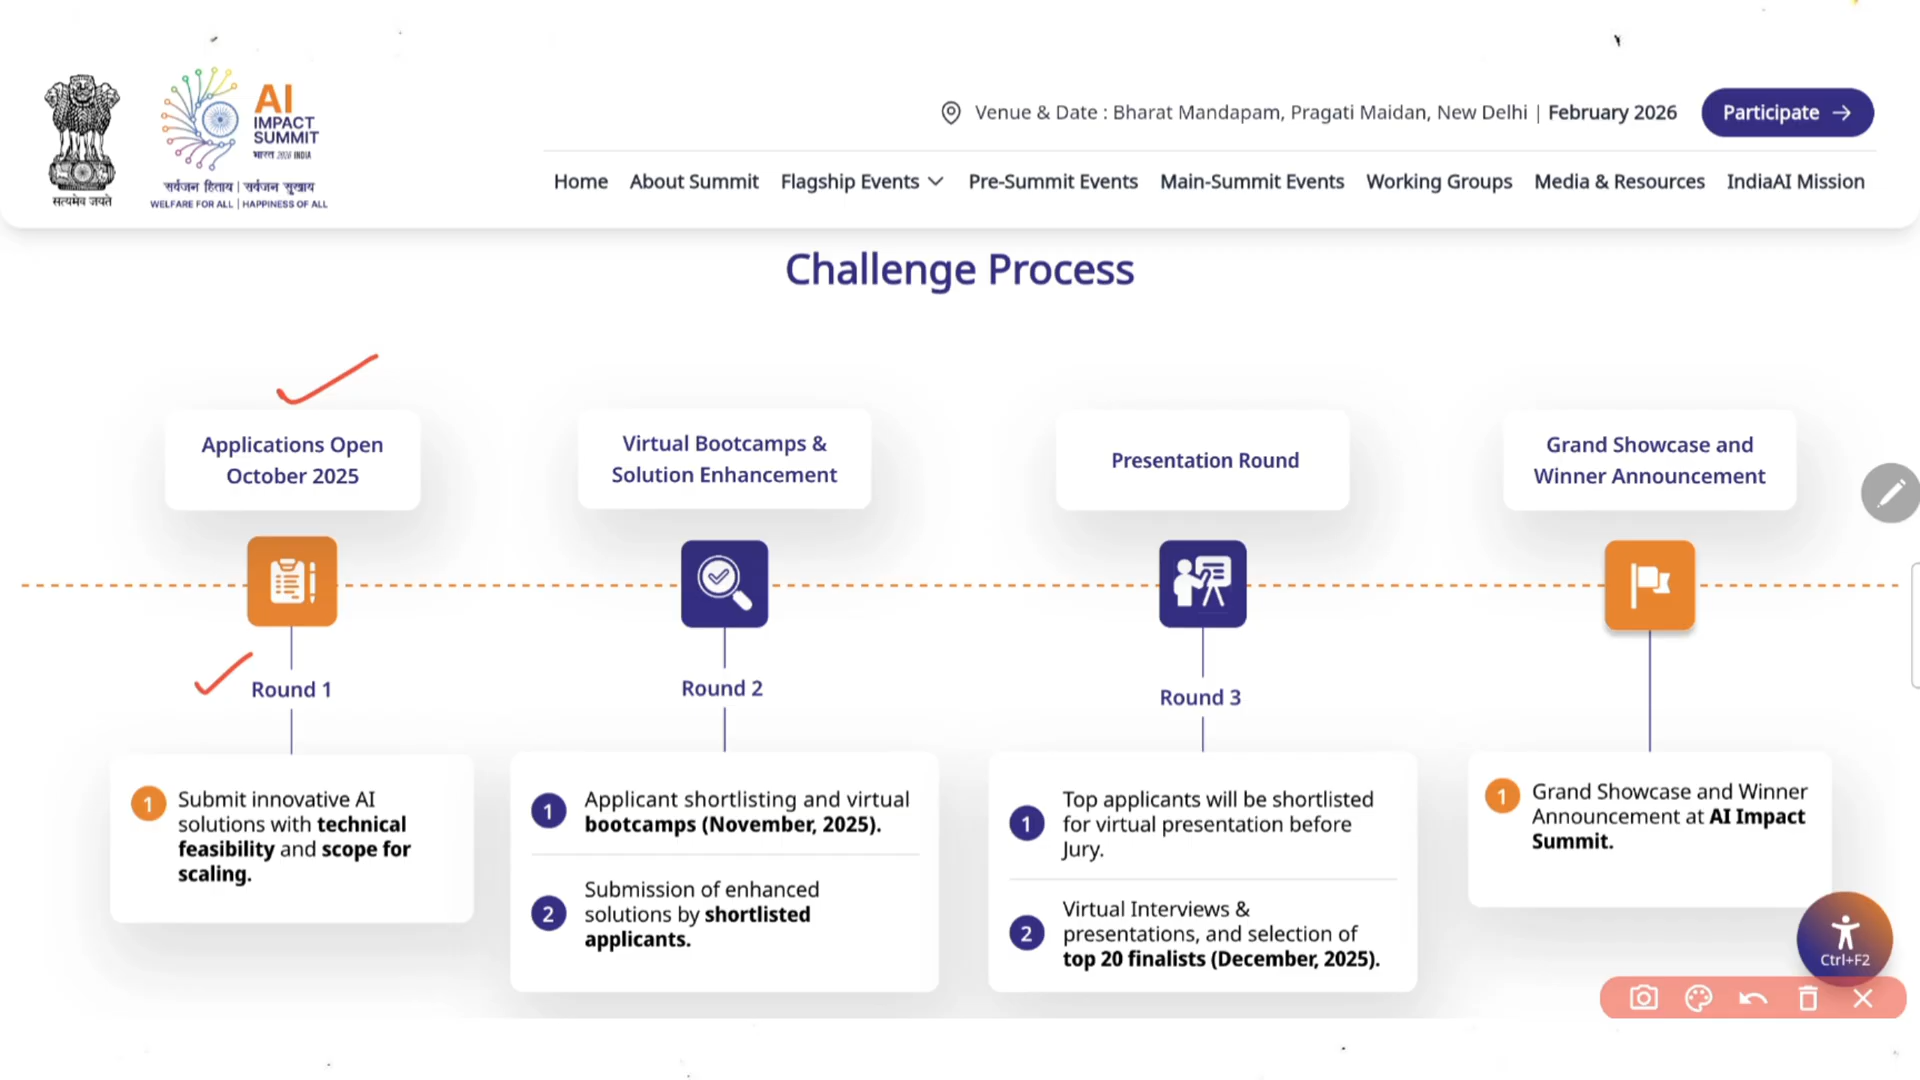 सत्यमेव जयते
AI
IMPACT
SUMMIT
भारत 2026 INDIA
सर्वजन हिताय | सर्वजन सुखाय
WELFARE FOR ALL | HAPPINESS OF ALL
Venue & Date : Bharat Mandapam, Pragati Maidan, New Delhi | February 2026
Participate
Home About Summit Flagship Events Pre-Summit Events Main-Summit Events Working Groups Media & Resources IndiaAI Mission
Challenge Process
Applications Open
October 2025
Round 1
1 Submit innovative AI
solutions with technical
feasibility and scope for
scaling.
Virtual Bootcamps &
Solution Enhancement
Round 2
1 Applicant shortlisting and virtual
bootcamps (November, 2025).
2 Submission of enhanced
solutions by shortlisted
applicants.
Presentation Round
Round 3
1 Top applicants will be shortlisted
for virtual presentation before
Jury.
2 Virtual Interviews &
presentations, and selection of
top 20 finalists (December, 2025).
Grand Showcase and
Winner Announcement
1 Grand Showcase and Winner
Announcement at AI Impact
Summit.
Ctrl+F2